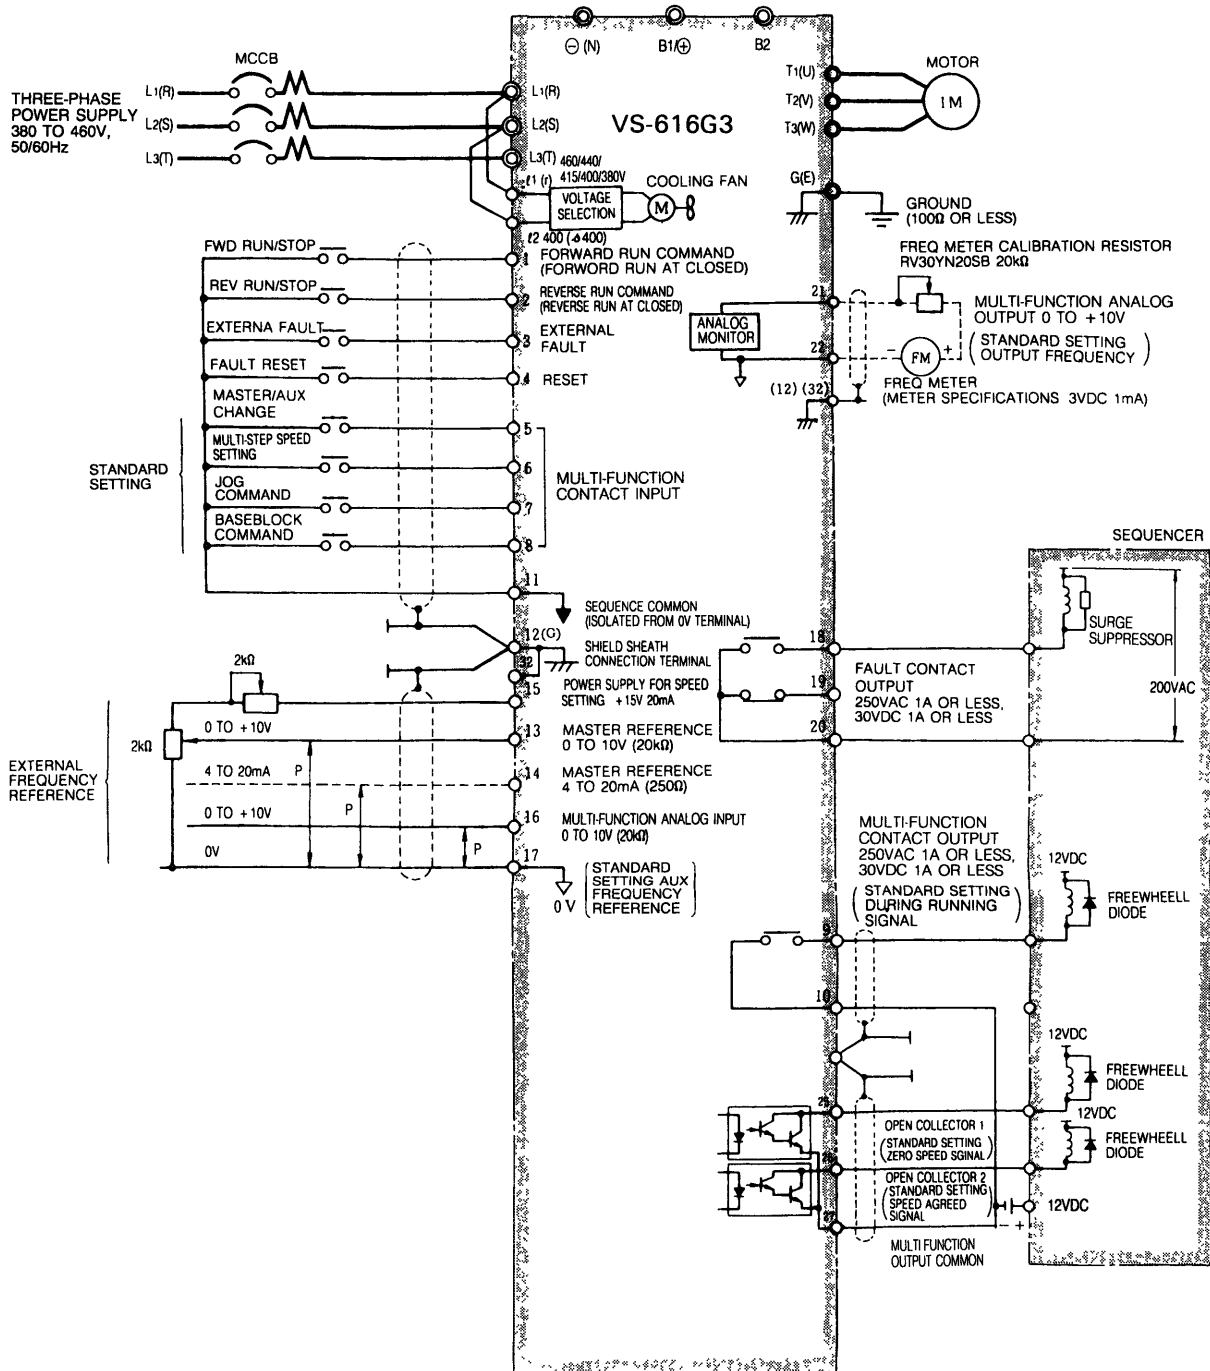 ⊖ (N)
B1/⊕
B2
MCCB
THREE-PHASE
POWER SUPPLY
380 TO 460V,
50/60Hz
L1(R)
L2(S)
L3(T)
L1(R)
L2(S)
L3(T)
VS-616G3
T1(U)
T2(V)
T3(W)
MOTOR
IM
G(E)
GROUND
(100Ω OR LESS)
460/440/
415/400/380V
ℓ1 (r)
VOLTAGE
SELECTION
COOLING FAN
M
ℓ2 400 (𝓈400)
FWD RUN/STOP
1
FORWARD RUN COMMAND
(FORWORD RUN AT CLOSED)
REV RUN/STOP
2
REVERSE RUN COMMAND
(REVERSE RUN AT CLOSED)
EXTERNA FAULT
3
EXTERNAL
FAULT
FAULT RESET
4
RESET
MASTER/AUX
CHANGE
5
MULTI-STEP SPEED
SETTING
6
JOG
COMMAND
7
BASEBLOCK
COMMAND
8
STANDARD
SETTING
MULTI-FUNCTION
CONTACT INPUT
11
SEQUENCE COMMON
(ISOLATED FROM 0V TERMINAL)
12(G)
32
SHIELD SHEATH
CONNECTION TERMINAL
15
POWER SUPPLY FOR SPEED
SETTING +15V 20mA
2kΩ
2kΩ
0 TO +10V
13
MASTER REFERENCE
0 TO 10V (20kΩ)
EXTERNAL
FREQUENCY
REFERENCE
4 TO 20mA
P
14
MASTER REFERENCE
4 TO 20mA (250Ω)
0 TO +10V
P
16
MULTI-FUNCTION ANALOG INPUT
0 TO 10V (20kΩ)
0V
P
17
0 V
(STANDARD
SETTING AUX
FREQUENCY
REFERENCE)
FREQ METER CALIBRATION RESISTOR
RV30YN20SB 20kΩ
21
ANALOG
MONITOR
22
MULTI-FUNCTION ANALOG
OUTPUT 0 TO +10V
(STANDARD SETTING
OUTPUT FREQUENCY)
- FM +
(12) (32)
FREQ METER
(METER SPECIFICATIONS 3VDC 1mA)
SEQUENCER
SURGE
SUPPRESSOR
200VAC
18
19
20
FAULT CONTACT
OUTPUT
250VAC 1A OR LESS,
30VDC 1A OR LESS
MULTI-FUNCTION
CONTACT OUTPUT
250VAC 1A OR LESS,
30VDC 1A OR LESS
(STANDARD SETTING
DURING RUNNING
SIGNAL)
12VDC
FREEWHEELL
DIODE
9
10
12VDC
FREEWHEELL
DIODE
25
OPEN COLLECTOR 1
(STANDARD SETTING
ZERO SPEED SGINAL)
12VDC
FREEWHEELL
DIODE
26
OPEN COLLECTOR 2
(STANDARD SETTING
SPEED AGREED
SIGNAL)
12VDC
- +
27
MULTI FUNCTION
OUTPUT COMMON